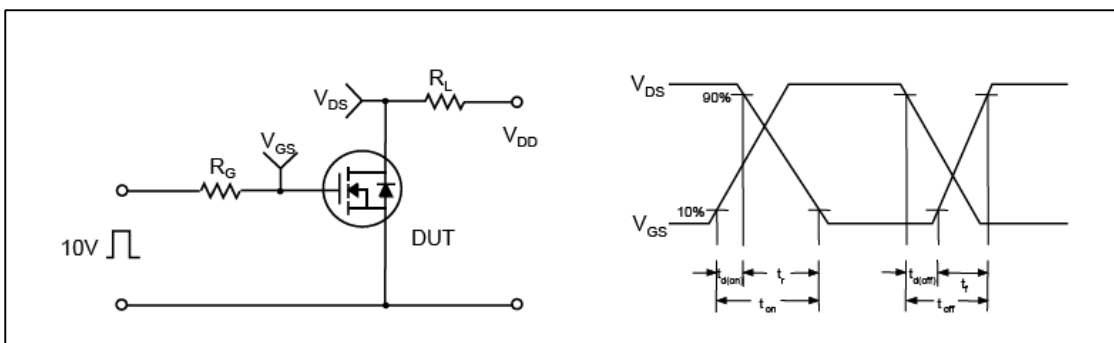 R_L
V_DS
V_DD
V_GS
R_G
10V
DUT
V_DS
90%
10%
V_GS
t_d(on)
t_r
t_d(off)
t_f
t_on
t_off